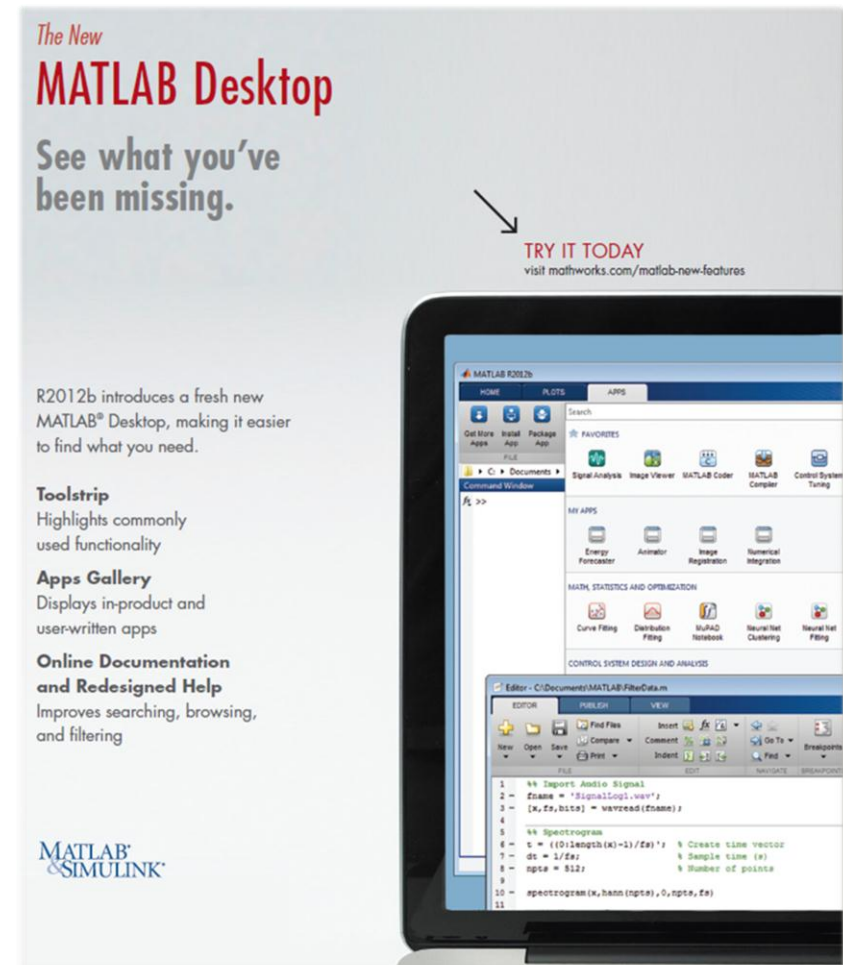 The New
MATLAB Desktop
See what you've
been missing.
TRY IT TODAY
visit mathworks.com/matlab-new-features
R2012b introduces a fresh new
MATLAB® Desktop, making it easier
to find what you need.
Toolstrip
Highlights commonly
used functionality
Apps Gallery
Displays in-product and
user-written apps
Online Documentation
and Redesigned Help
Improves searching, browsing,
and filtering
MATLAB®
&SIMULINK®
MATLAB R2012b
HOME PLOTS APPS
Get More Apps
Install App
Package App
FILE
Search
FAVORITES
Signal Analysis
Image Viewer
MATLAB Coder
MATLAB Compiler
Control System Tuning
C: Documents
Command Window
fx >>
MY APPS
Energy Forecaster
Animator
Image Registration
Numerical Integration
MATH, STATISTICS AND OPTIMIZATION
Curve Fitting
Distribution Fitting
MuPAD Notebook
Neural Net Clustering
Neural Net Fitting
CONTROL SYSTEM DESIGN AND ANALYSIS
Editor - C:\Documents\MATLAB\FilterData.m
EDITOR PUBLISH VIEW
New Open Save
Find Files
Compare
Print
Insert fx
Comment
Indent
Go To
Find
Breakpoints
FILE EDIT NAVIGATE BREAKPOINTS
1 %% Import Audio Signal
2 - fname = 'SignalLog1.wav';
3 - [x,fs,bits] = wavread(fname);
4
5 %% Spectrogram
6 - t = ((0:length(x)-1)/fs)'; % Create time vector
7 - dt = 1/fs; % Sample time (s)
8 - npts = 512; % Number of points
9
10 - spectrogram(x,hann(npts),0,npts,fs)
11